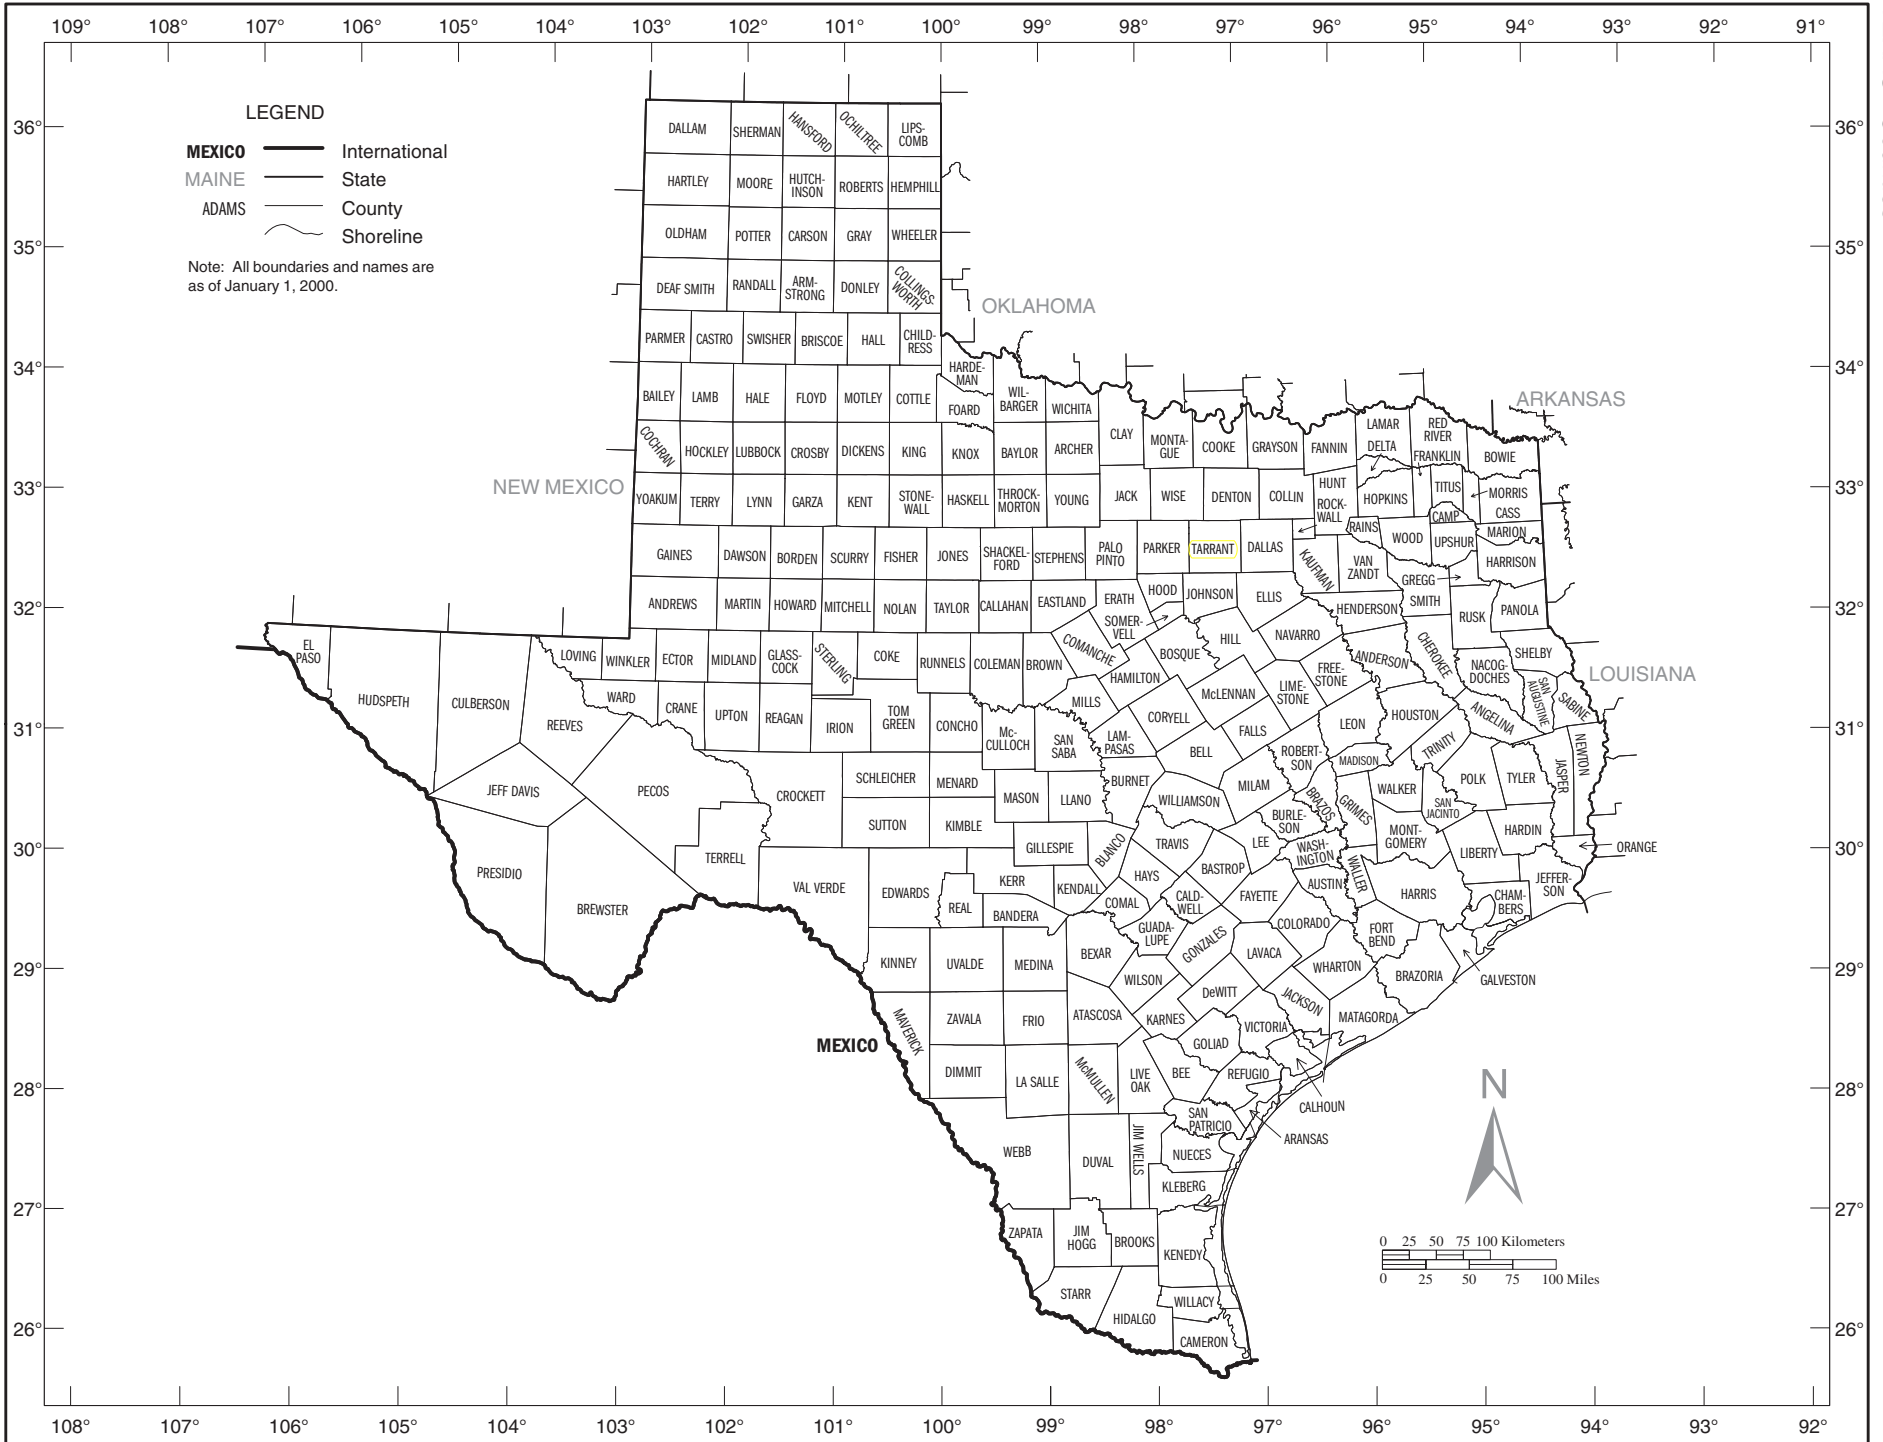 109° 108° 107° 106° 105° 104° 103° 102° 101° 100° 99° 98° 97° 96° 95° 94° 93° 92° 91°
LEGEND
MEXICO International
MAINE State
ADAMS County
Shoreline
Note: All boundaries and names are
as of January 1, 2000.
36° 36°
35° 35°
34° 34°
33° 33°
32° 32°
31° 31°
30° 30°
29° 29°
28° 28°
27° 27°
26° 26°
OKLAHOMA
ARKANSAS
NEW MEXICO
LOUISIANA
MEXICO
DALLAM
SHERMAN
HANSFORD
OCHILTREE
LIPS-
COMB
HARTLEY
MOORE
HUTCH-
INSON
ROBERTS
HEMPHILL
OLDHAM
POTTER
CARSON
GRAY
WHEELER
DEAF SMITH
RANDALL
ARM-
STRONG
DONLEY
COLLINGS-
WORTH
PARMER
CASTRO
SWISHER
BRISCOE
HALL
CHILD-
RESS
HARDE-
MAN
BAILEY
LAMB
HALE
FLOYD
MOTLEY
COTTLE
FOARD
WIL-
BARGER
WICHITA
CLAY
MONTA-
GUE
COOKE
GRAYSON
FANNIN
LAMAR
DELTA
RED
RIVER
FRANKLIN
BOWIE
COCHRAN
HOCKLEY
LUBBOCK
CROSBY
DICKENS
KING
KNOX
BAYLOR
ARCHER
YOAKUM
TERRY
LYNN
GARZA
KENT
STONE-
WALL
HASKELL
THROCK-
MORTON
YOUNG
JACK
WISE
DENTON
COLLIN
HUNT
ROCK-
WALL
HOPKINS
TITUS
MORRIS
CASS
CAMP
RAINS
WOOD
UPSHUR
MARION
HARRISON
GAINES
DAWSON
BORDEN
SCURRY
FISHER
JONES
SHACKEL-
FORD
STEPHENS
PALO
PINTO
PARKER
TARRANT
DALLAS
KAUFMAN
VAN
ZANDT
GREGG
SMITH
ANDREWS
MARTIN
HOWARD
MITCHELL
NOLAN
TAYLOR
CALLAHAN
EASTLAND
ERATH
HOOD
SOMER-
VELL
JOHNSON
ELLIS
HENDERSON
RUSK
PANOLA
EL
PASO
HUDSPETH
CULBERSON
LOVING
WINKLER
ECTOR
MIDLAND
GLASS-
COCK
STERLING
COKE
RUNNELS
COLEMAN
BROWN
COMANCHE
HAMILTON
BOSQUE
HILL
NAVARRO
ANDERSON
CHEROKEE
NACOG-
DOCHES
SHELBY
SAN
AUGUSTINE
SABINE
REEVES
WARD
CRANE
UPTON
REAGAN
IRION
TOM
GREEN
CONCHO
Mc-
CULLOCH
SAN
SABA
MILLS
LAM-
PASAS
CORYELL
McLENNAN
LIME-
STONE
FREE-
STONE
FALLS
LEON
HOUSTON
ANGELINA
BELL
ROBERT-
SON
MADISON
TRINITY
POLK
TYLER
JASPER
NEWTON
JEFF DAVIS
PECOS
CROCKETT
SCHLEICHER
MENARD
MASON
LLANO
BURNET
WILLIAMSON
MILAM
BRAZOS
GRIMES
WALKER
SAN
JACINTO
SUTTON
KIMBLE
GILLESPIE
BLANCO
TRAVIS
LEE
BURLE-
SON
WASH-
INGTON
MONT-
GOMERY
LIBERTY
HARDIN
ORANGE
PRESIDIO
BREWSTER
TERRELL
VAL VERDE
EDWARDS
REAL
KERR
BANDERA
KENDALL
HAYS
COMAL
BASTROP
CALD-
WELL
FAYETTE
AUSTIN
WALLER
HARRIS
CHAM-
BERS
JEFFER-
SON
KINNEY
UVALDE
MEDINA
BEXAR
GUADA-
LUPE
GONZALES
COLORADO
LAVACA
FORT
BEND
WHARTON
BRAZORIA
GALVESTON
WILSON
DeWITT
JACKSON
MATAGORDA
MAVERICK
ZAVALA
FRIO
ATASCOSA
KARNES
VICTORIA
GOLIAD
CALHOUN
DIMMIT
LA SALLE
McMULLEN
LIVE
OAK
BEE
REFUGIO
SAN
PATRICIO
ARANSAS
WEBB
DUVAL
JIM WELLS
NUECES
KLEBERG
ZAPATA
JIM
HOGG
BROOKS
KENEDY
STARR
HIDALGO
WILLACY
CAMERON
N
0 25 50 75 100 Kilometers
0 25 50 75 100 Miles
108° 107° 106° 105° 104° 103° 102° 101° 100° 99° 98° 97° 96° 95° 94° 93° 92°